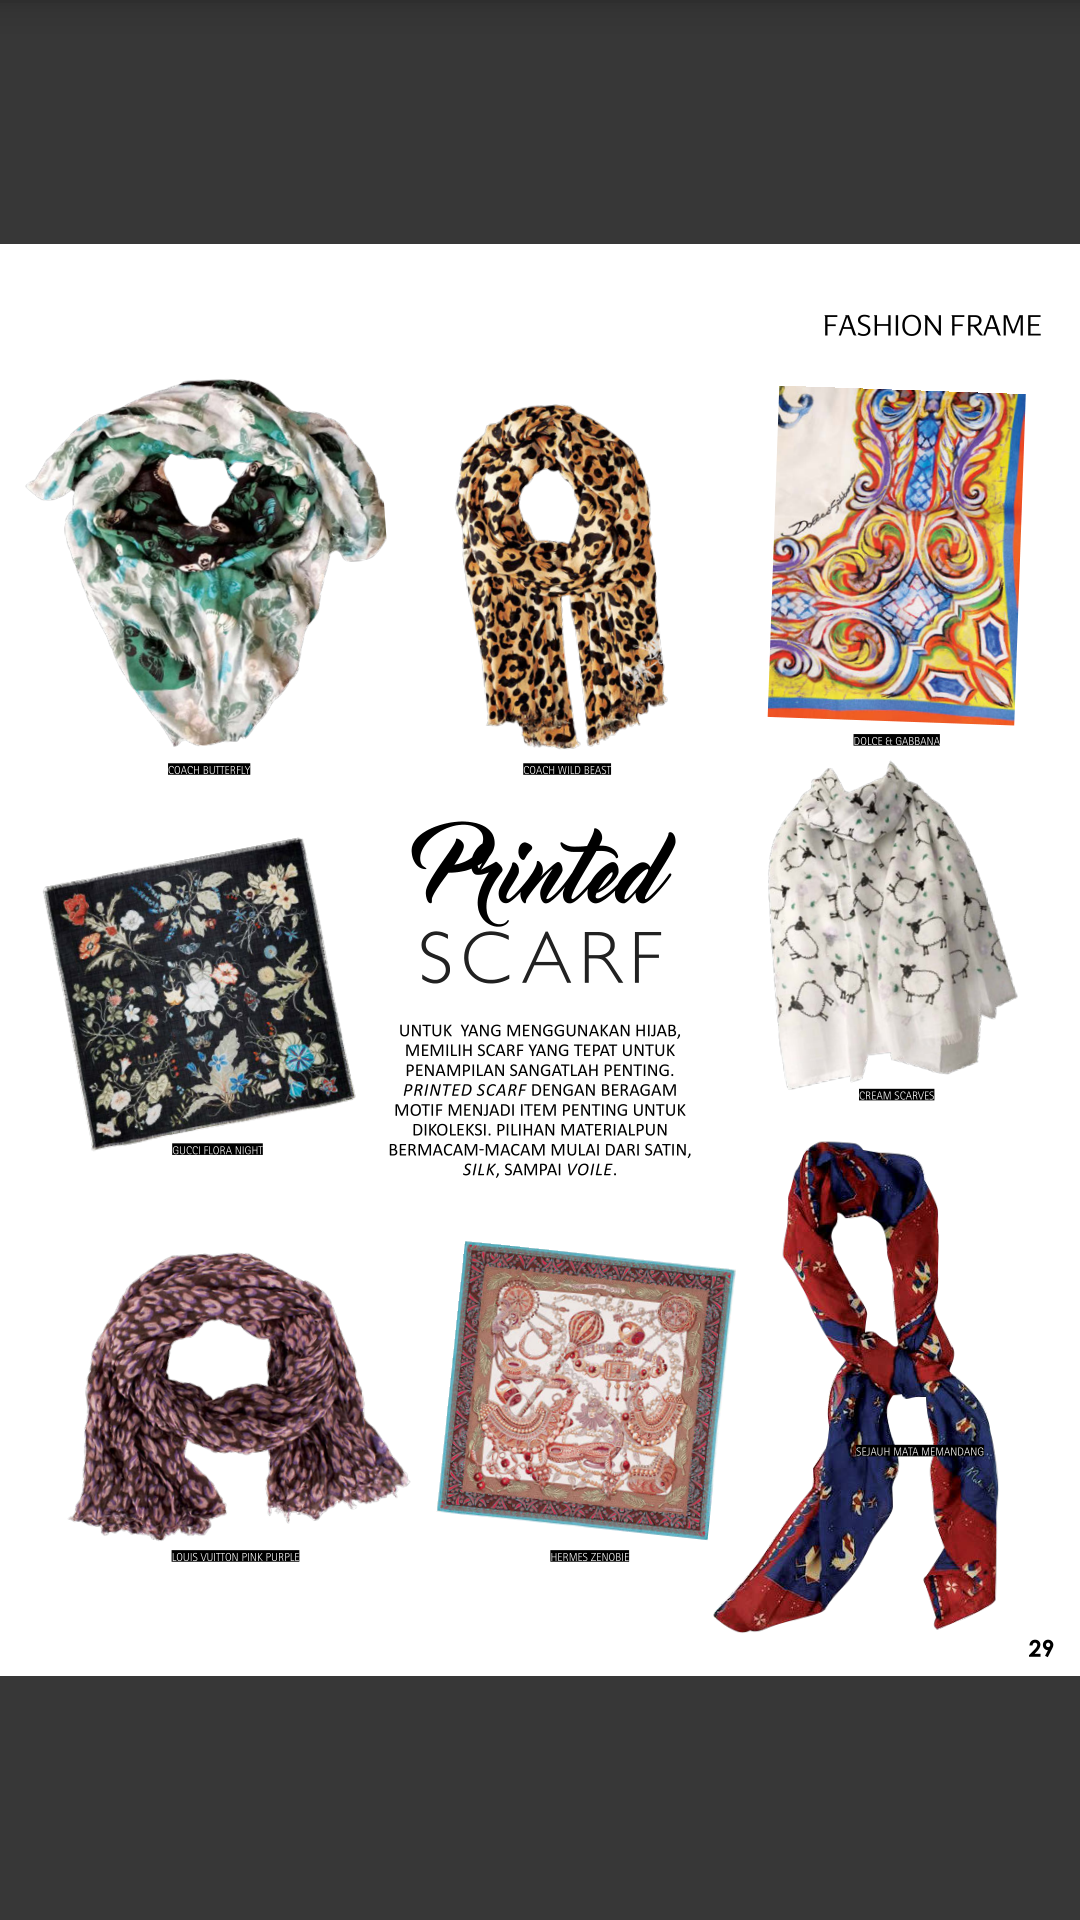 FASHION FRAME
Dolce & Gabbana
COACH BUTTERFLY
COACH WILD BEAST
DOLCE & GABBANA
Printed
SCARF
UNTUK YANG MENGGUNAKAN HIJAB,
MEMILIH SCARF YANG TEPAT UNTUK
PENAMPILAN SANGATLAH PENTING.
PRINTED SCARF DENGAN BERAGAM
MOTIF MENJADI ITEM PENTING UNTUK
DIKOLEKSI. PILIHAN MATERIALPUN
BERMACAM-MACAM MULAI DARI SATIN,
SILK, SAMPAI VOILE.
CREAM SCARVES
GUCCI FLORA NIGHT
SEJAUH MATA MEMANDANG
LOUIS VUITTON PINK PURPLE
HERMES ZENOBIE
29